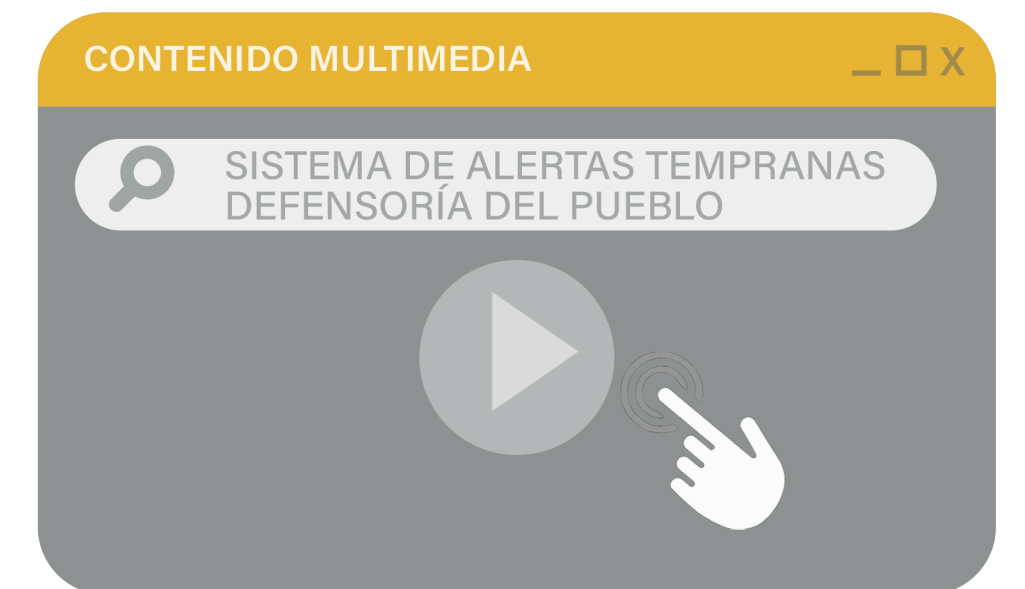 CONTENIDO MULTIMEDIA
SISTEMA DE ALERTAS TEMPRANAS
DEFENSORÍA DEL PUEBLO